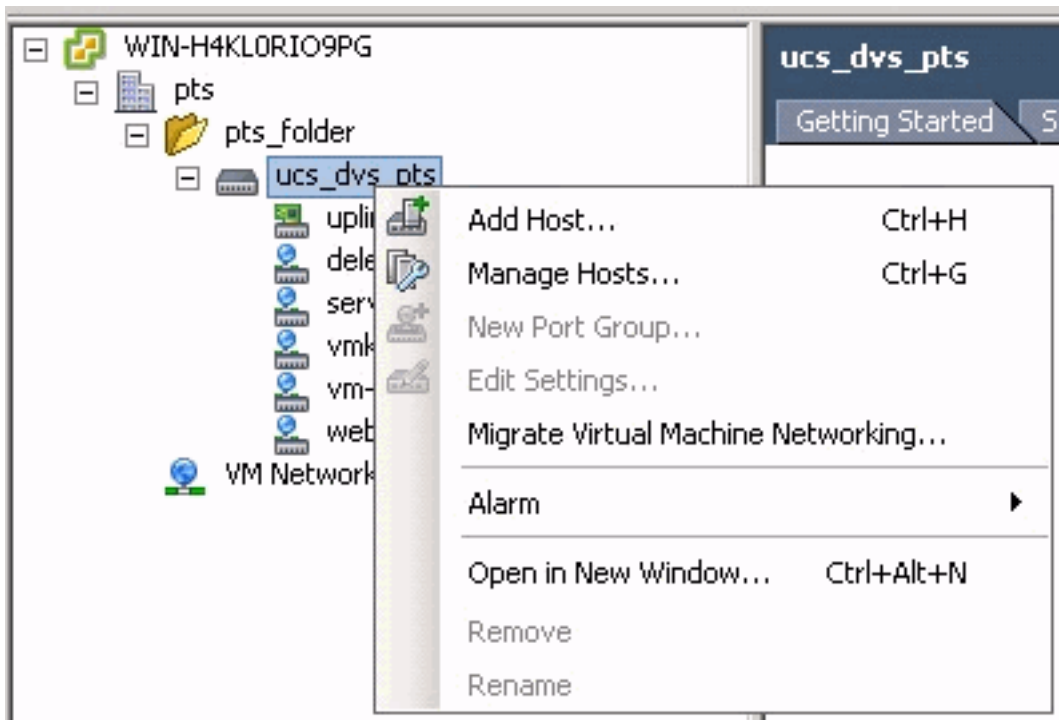 WIN-H4KL0RIO9PG
pts
pts_folder
ucs_dvs_pts
VM Network
ucs_dvs_pts
Getting Started
Add Host... Ctrl+H
Manage Hosts... Ctrl+G
New Port Group...
Edit Settings...
Migrate Virtual Machine Networking...
Alarm
Open in New Window... Ctrl+Alt+N
Remove
Rename